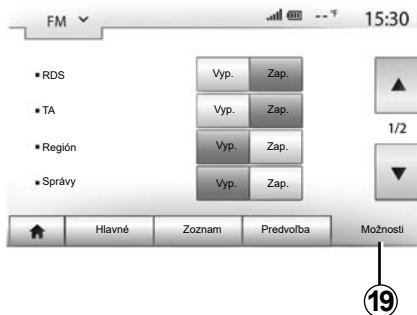 FM -- °F 15:30
RDS Vyp. Zap.
TA Vyp. Zap.
1/2
Región Vyp. Zap.
Správy Vyp. Zap.
Hlavné Zoznam Predvoľba Možnosti
19